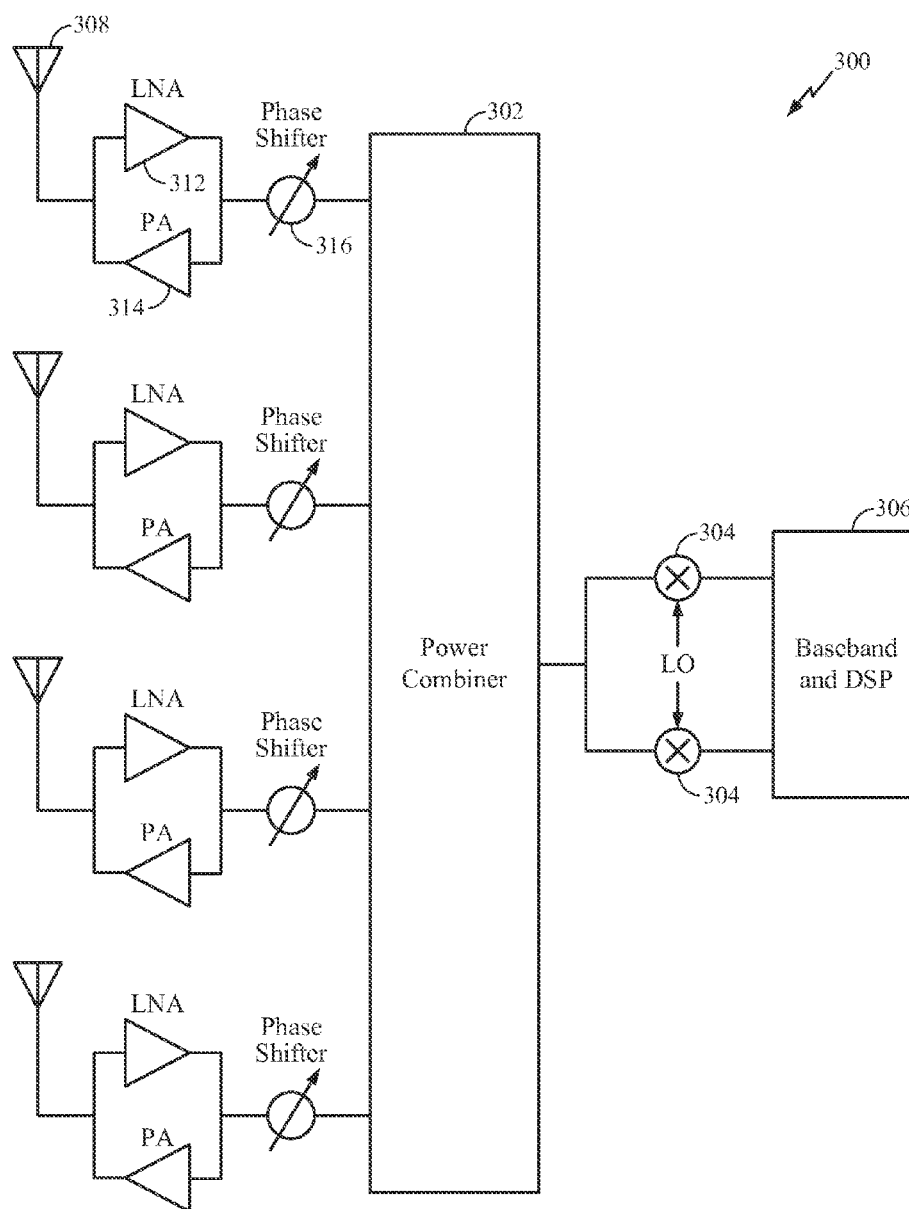 308
300
LNA
302
Phase
Shifter
312
PA
316
314
LNA
Phase
Shifter
PA
306
304
Power
Combiner
LO
Baseband
and DSP
LNA
Phase
Shifter
304
PA
LNA
Phase
Shifter
PA